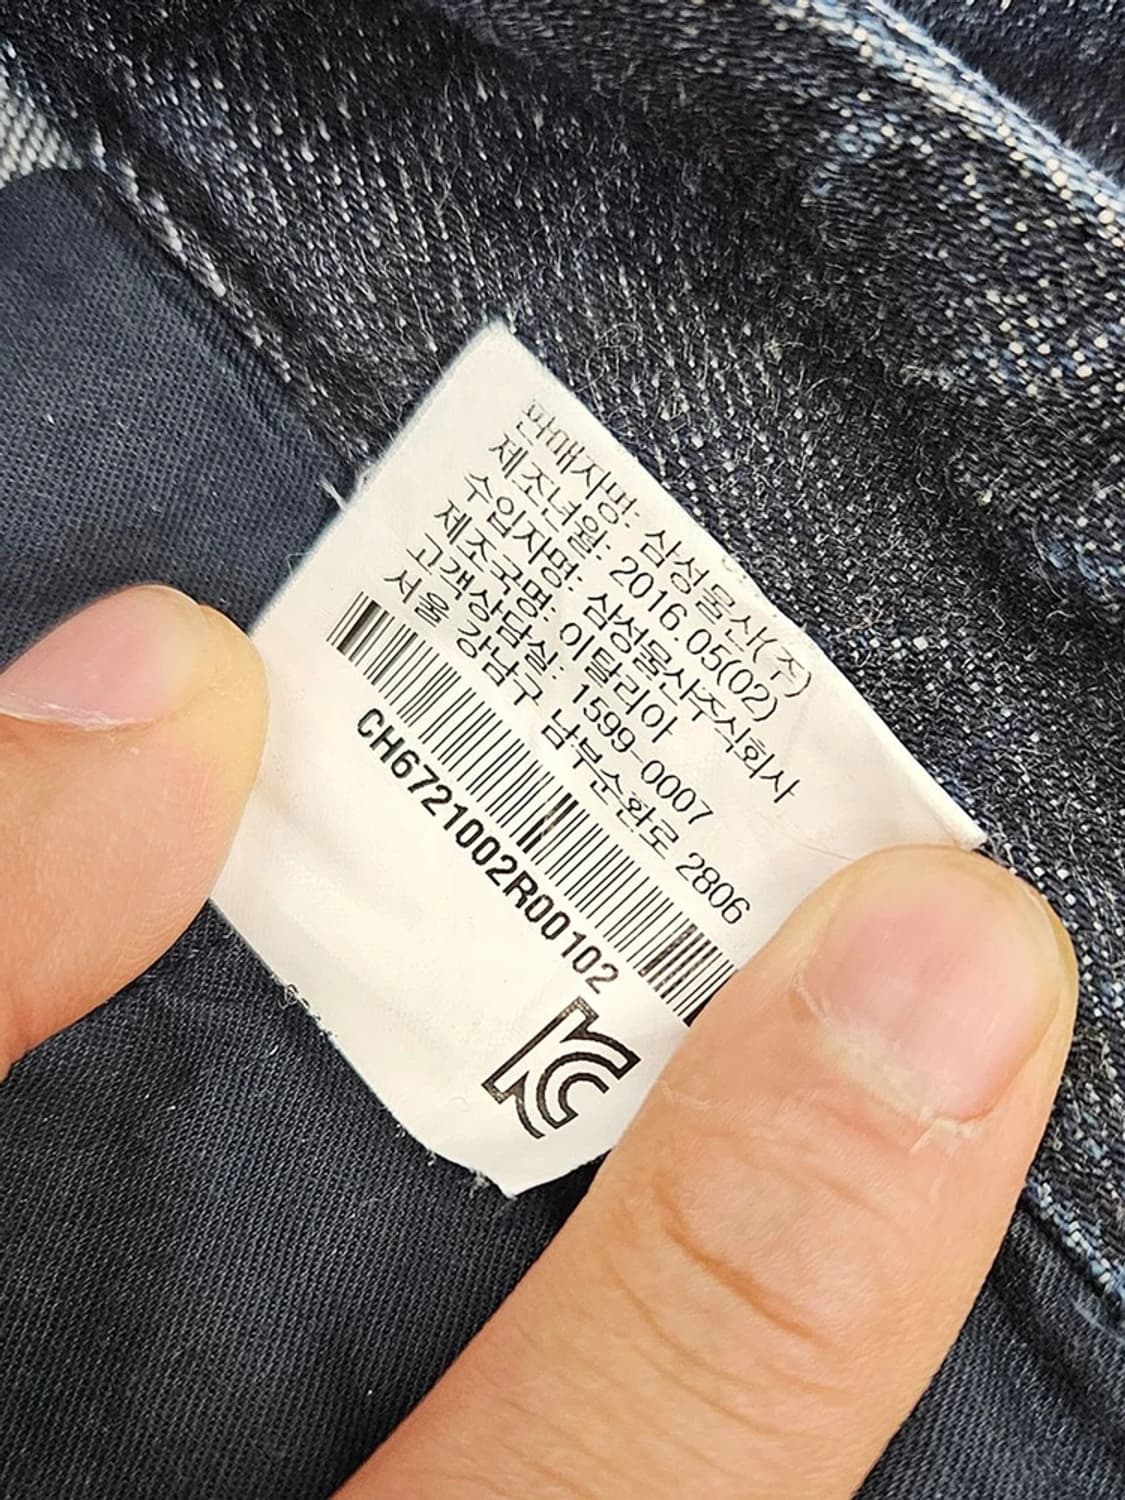 판매자명: 삼성물산(주)
제조년월: 2016.05(02)
수입자명: 삼성물산주식회사
제조국명: 이탈리아
고객상담실: 1599-0007
서울 강남구 남부순환로 2806
CH6721002R00102
KC